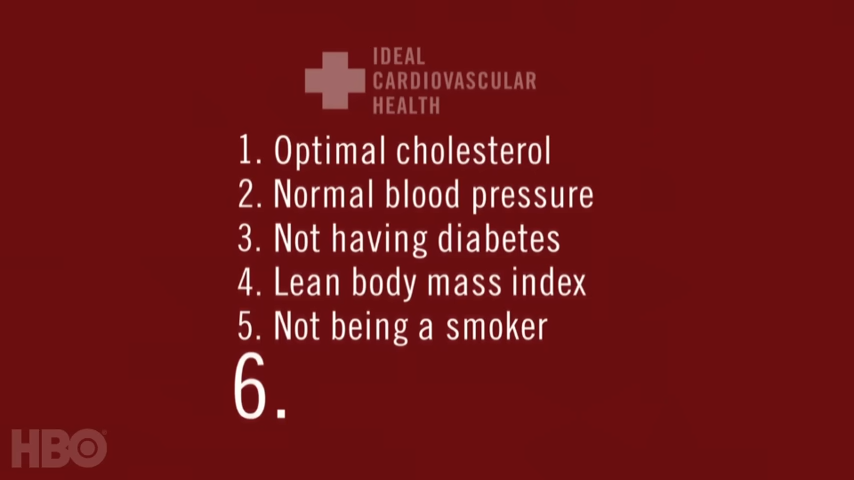 IDEAL
CARDIOVASCULAR
HEALTH
1. Optimal cholesterol
2. Normal blood pressure
3. Not having diabetes
4. Lean body mass index
5. Not being a smoker
6.
HBO®